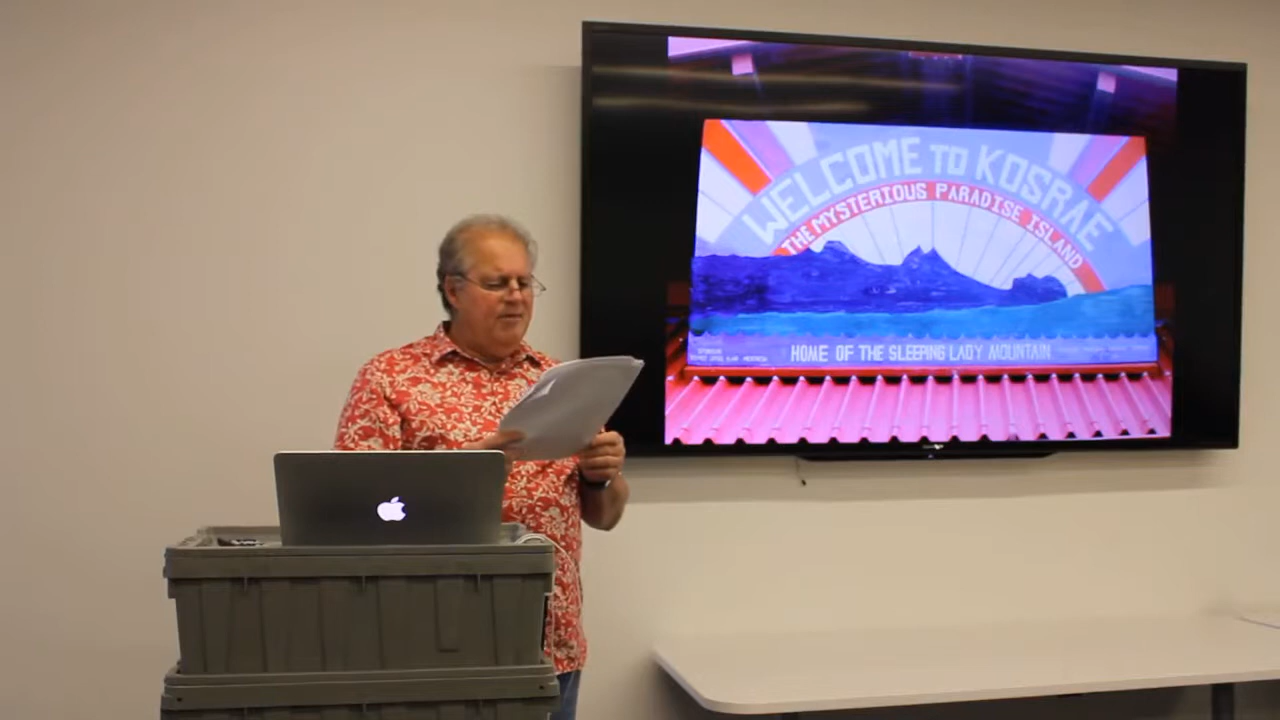 WELCOME TO KOSRAE
THE MYSTERIOUS PARADISE ISLAND
HOME OF THE SLEEPING LADY MOUNTAIN